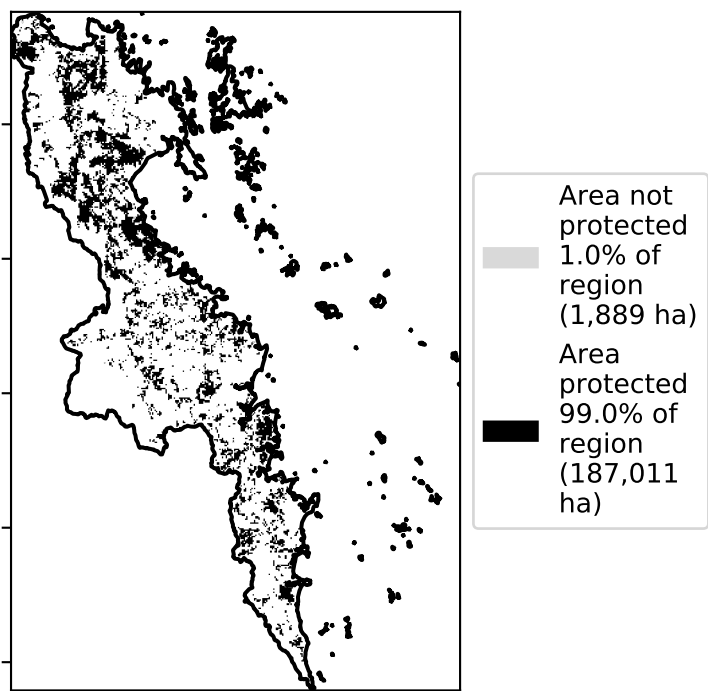 Area not
protected
1.0% of
region
(1,889 ha)
Area
protected
99.0% of
region
(187,011
ha)